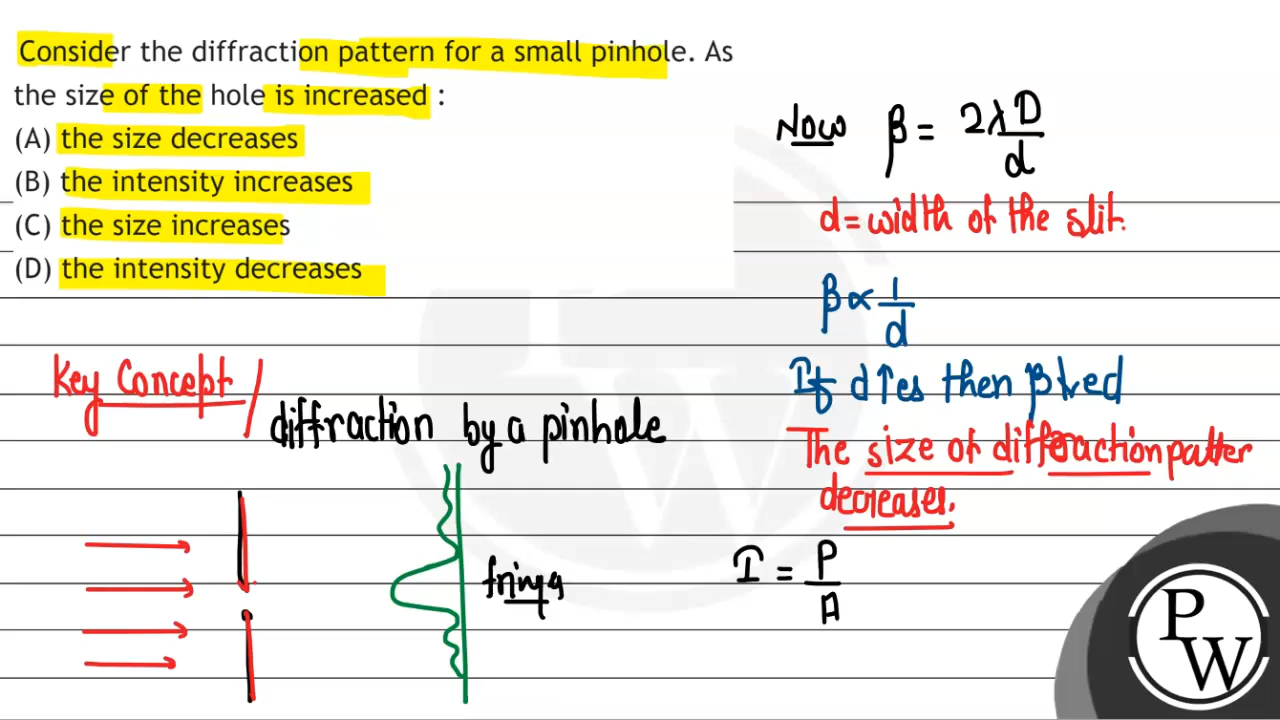 Consider the diffraction pattern for a small pinhole. As
the size of the hole is increased :
(A) the size decreases
(B) the intensity increases
(C) the size increases
(D) the intensity decreases
Key Concept /
diffraction by a pinhole
fringes
Now β = 2λD/d
d = width of the slit.
β ∝ 1/d
If d↑es then β↓ed
The size of diffraction patter
decreases.
I = P/A
PW